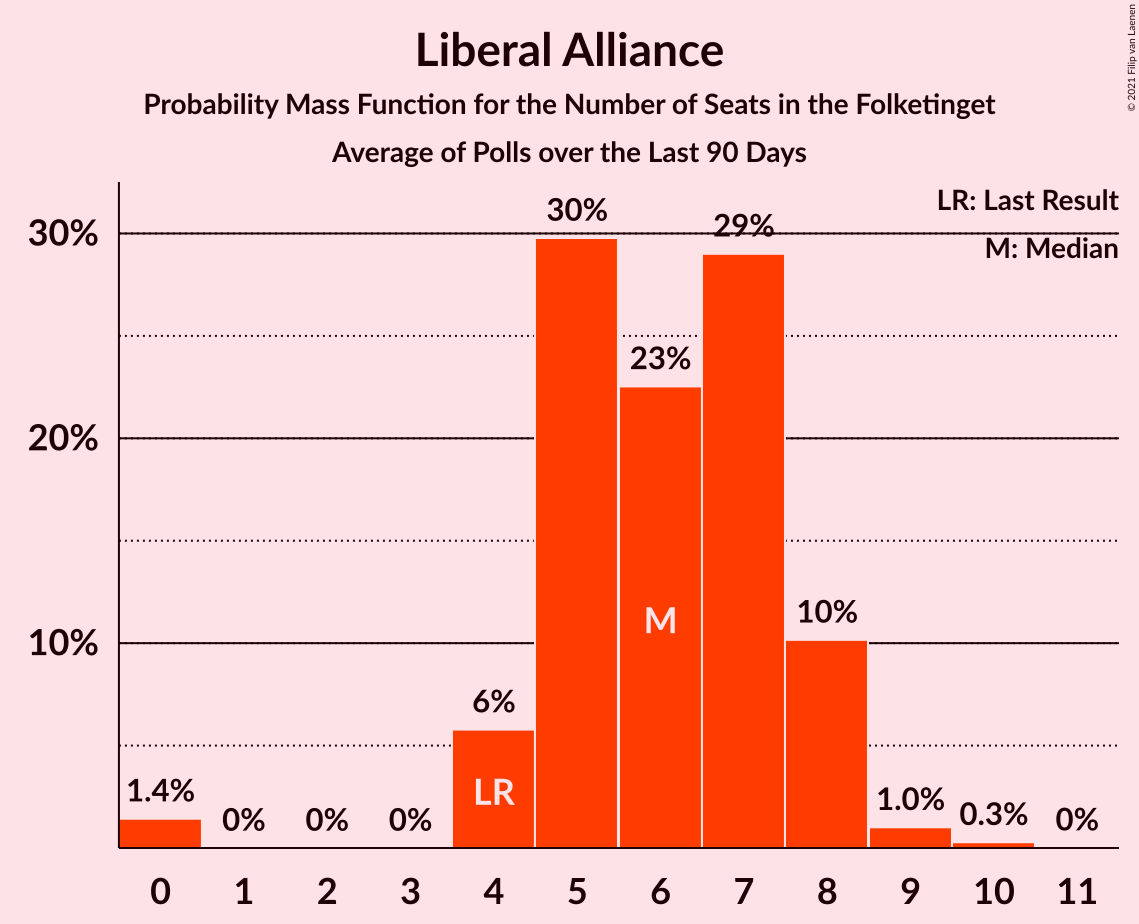 Liberal Alliance
Probability Mass Function for the Number of Seats in the Folketinget
Average of Polls over the Last 90 Days
© 2021 Filip van Laenen
LR: Last Result
M: Median
30%
20%
10%
1.4%
0%
0%
0%
6%
30%
23%
29%
10%
1.0%
0.3%
0%
LR
M
0 1 2 3 4 5 6 7 8 9 10 11